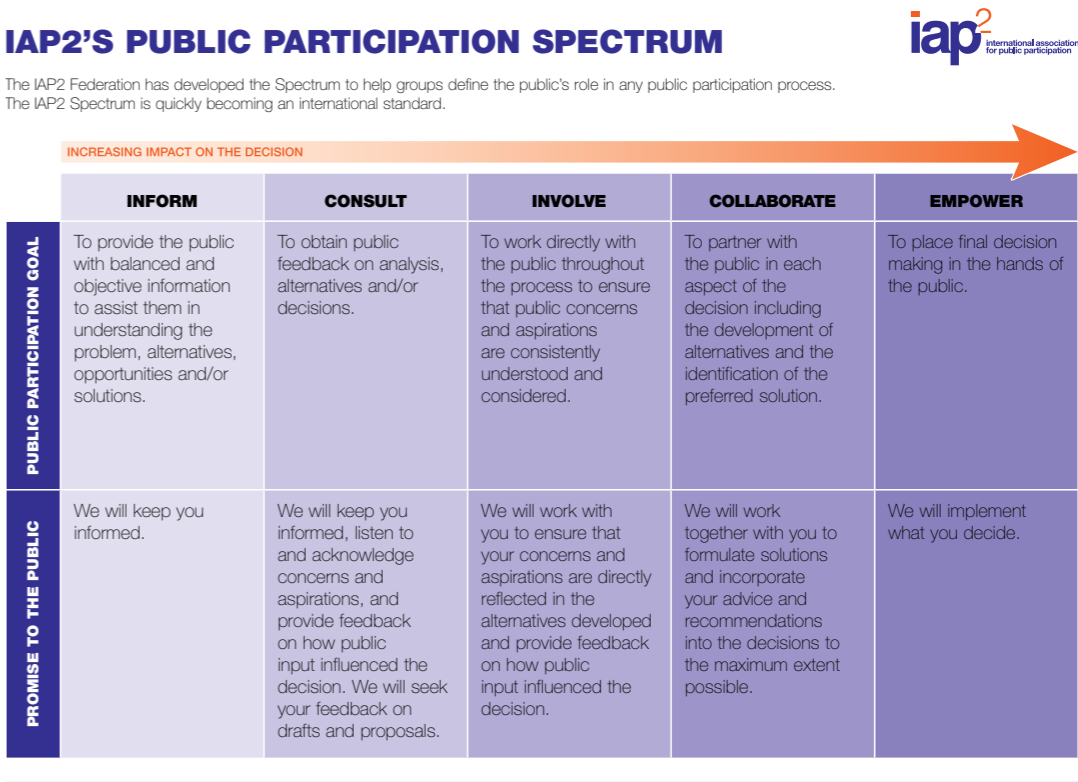 IAP2'S PUBLIC PARTICIPATION SPECTRUM
iap2
international association
for public participation
The IAP2 Federation has developed the Spectrum to help groups define the public's role in any public participation process.
The IAP2 Spectrum is quickly becoming an international standard.
INCREASING IMPACT ON THE DECISION
INFORM
CONSULT
INVOLVE
COLLABORATE
EMPOWER
PUBLIC PARTICIPATION GOAL
To provide the public
with balanced and
objective information
to assist them in
understanding the
problem, alternatives,
opportunities and/or
solutions.
To obtain public
feedback on analysis,
alternatives and/or
decisions.
To work directly with
the public throughout
the process to ensure
that public concerns
and aspirations
are consistently
understood and
considered.
To partner with
the public in each
aspect of the
decision including
the development of
alternatives and the
identification of the
preferred solution.
To place final decision
making in the hands of
the public.
PROMISE TO THE PUBLIC
We will keep you
informed.
We will keep you
informed, listen to
and acknowledge
concerns and
aspirations, and
provide feedback
on how public
input influenced the
decision. We will seek
your feedback on
drafts and proposals.
We will work with
you to ensure that
your concerns and
aspirations are directly
reflected in the
alternatives developed
and provide feedback
on how public
input influenced the
decision.
We will work
together with you to
formulate solutions
and incorporate
your advice and
recommendations
into the decisions to
the maximum extent
possible.
We will implement
what you decide.